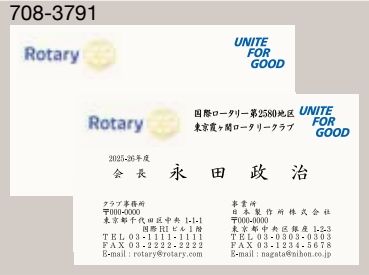 708-3791
Rotary
UNITE
FOR
GOOD
Rotary
国際ロータリー第2580地区
東京霞ヶ関ロータリークラブ
UNITE
FOR
GOOD
2025-26年度
会長 永田政治
クラブ事務所
〒000-0000
東京都千代田区中央 1-1-1
国際RIビル1階
TEL 03-1111-1111
FAX 03-2222-2222
E-mail : rotary@rotary.com
事業所
日本製作所株式会社
〒000-0000
東京都中央区銀座 1-2-3
TEL 03-0303-0303
FAX 03-1234-5678
E-mail : nagata@nihon.co.jp